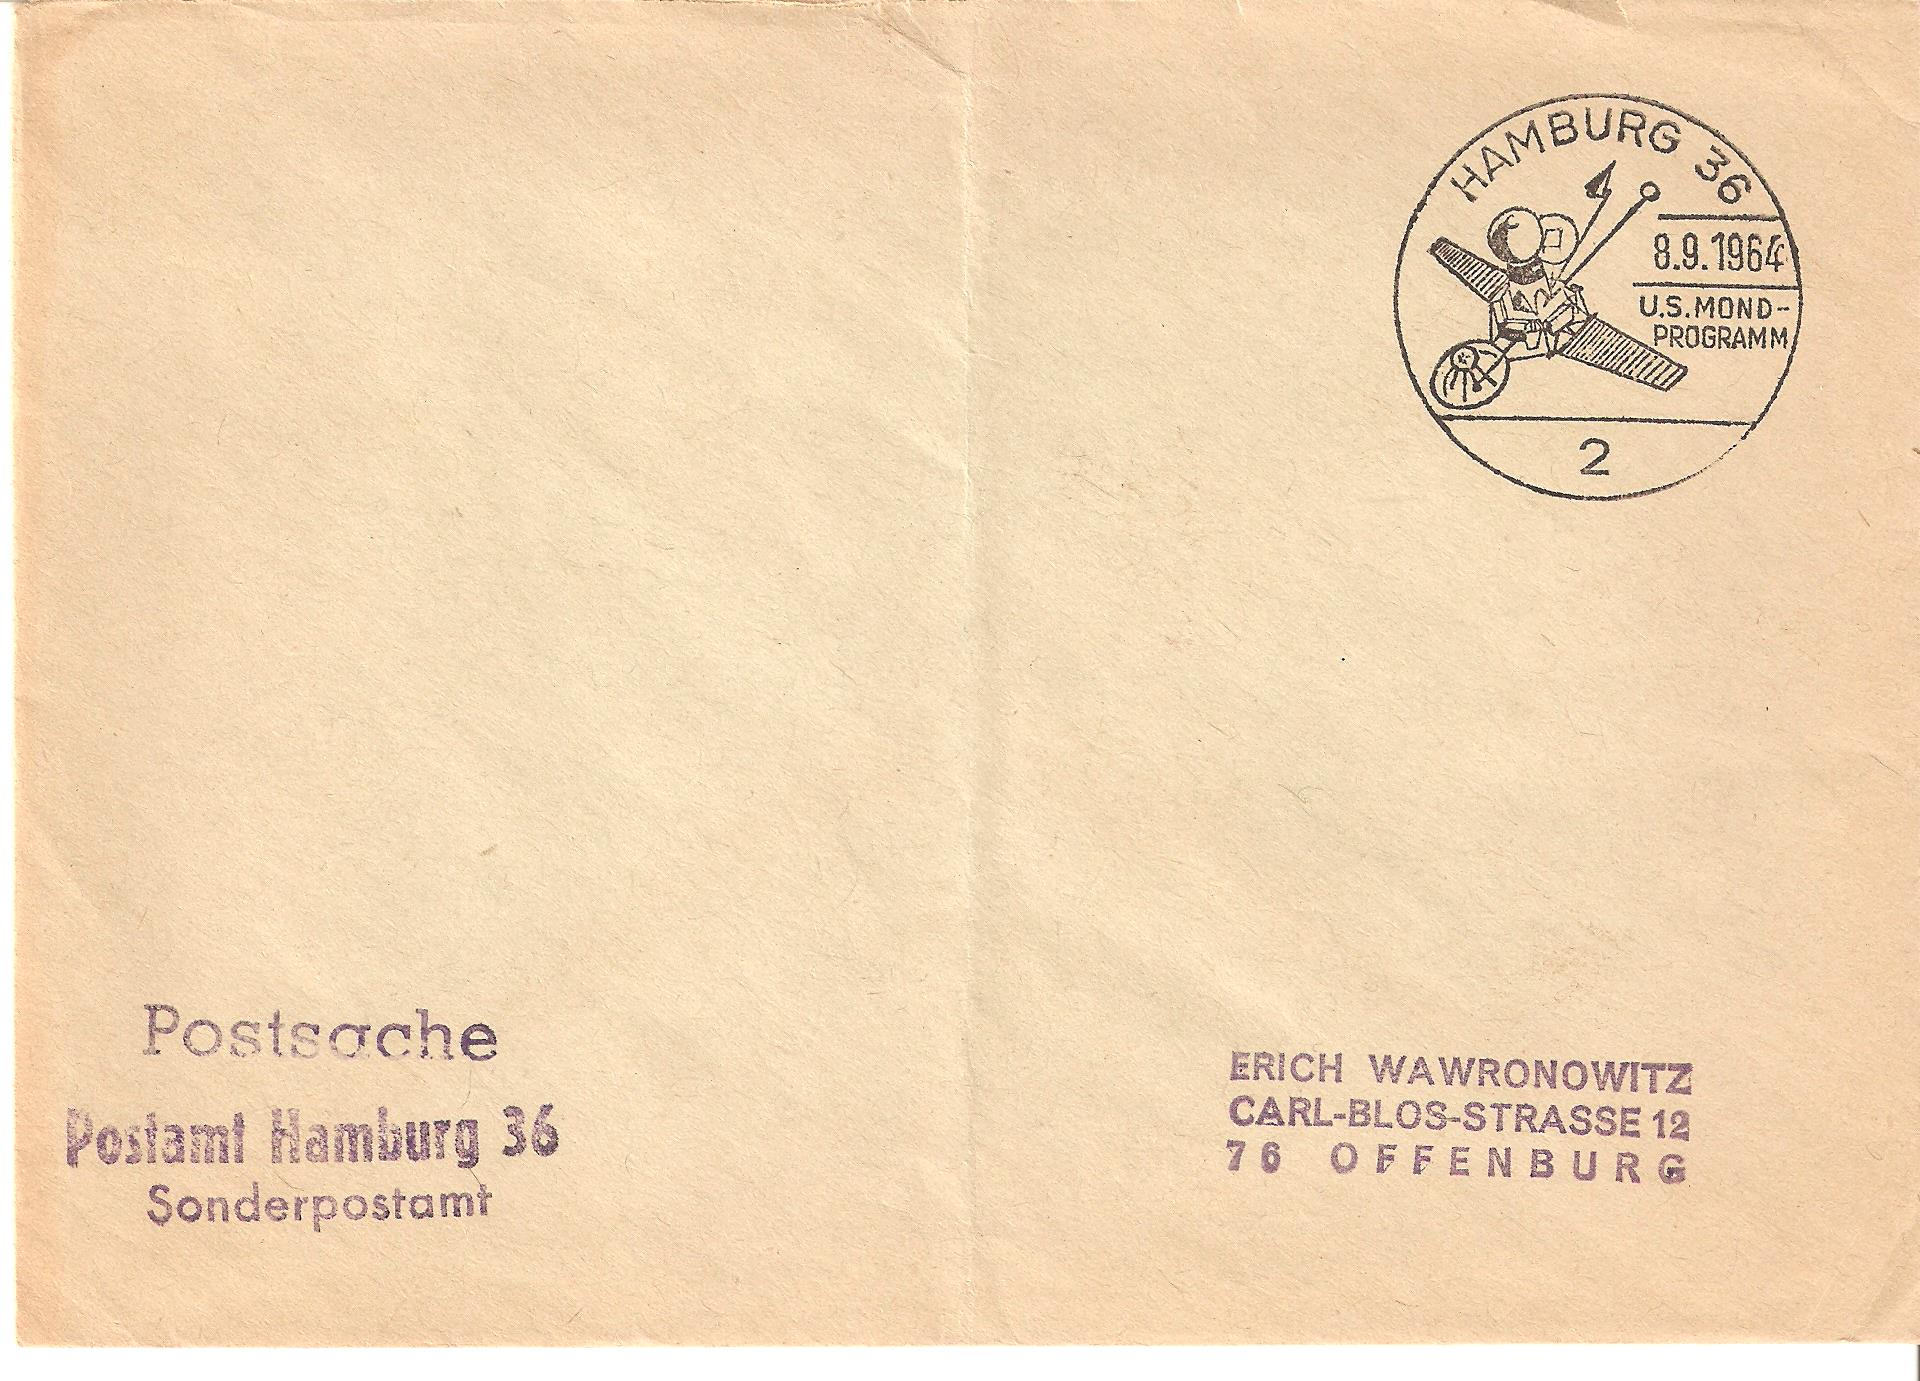 HAMBURG 36
8.9.1964
U.S.MOND-
PROGRAMM
2
Postsache
Postamt Hamburg 36
Sonderpostamt
ERICH WAWRONOWITZ
CARL-BLOS-STRASSE 12
76 OFFENBURG